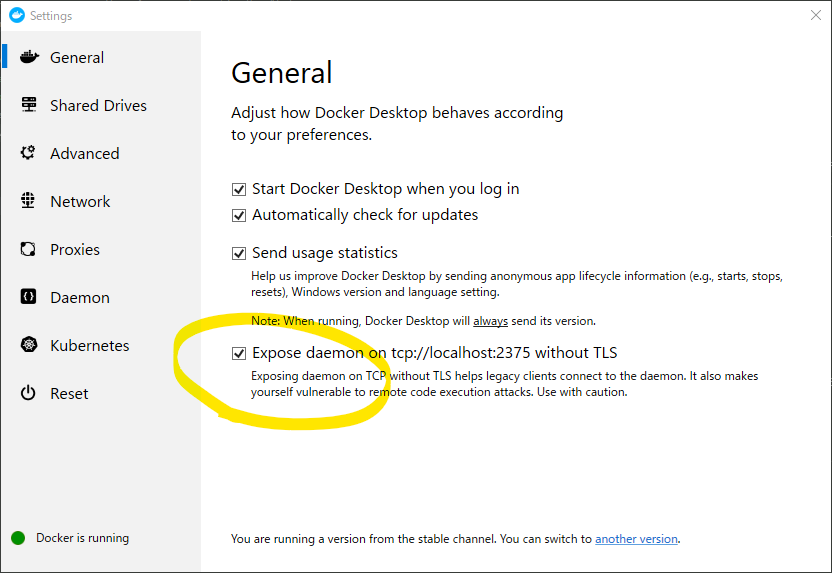 Settings
General
Shared Drives
Advanced
Network
Proxies
Daemon
Kubernetes
Reset
Docker is running
General
Adjust how Docker Desktop behaves according
to your preferences.
Start Docker Desktop when you log in
Automatically check for updates
Send usage statistics
Help us improve Docker Desktop by sending anonymous app lifecycle information (e.g., starts, stops,
resets), Windows version and language setting.
Note: When running, Docker Desktop will always send its version.
Expose daemon on tcp://localhost:2375 without TLS
Exposing daemon on TCP without TLS helps legacy clients connect to the daemon. It also makes
yourself vulnerable to remote code execution attacks. Use with caution.
You are running a version from the stable channel. You can switch to another version.